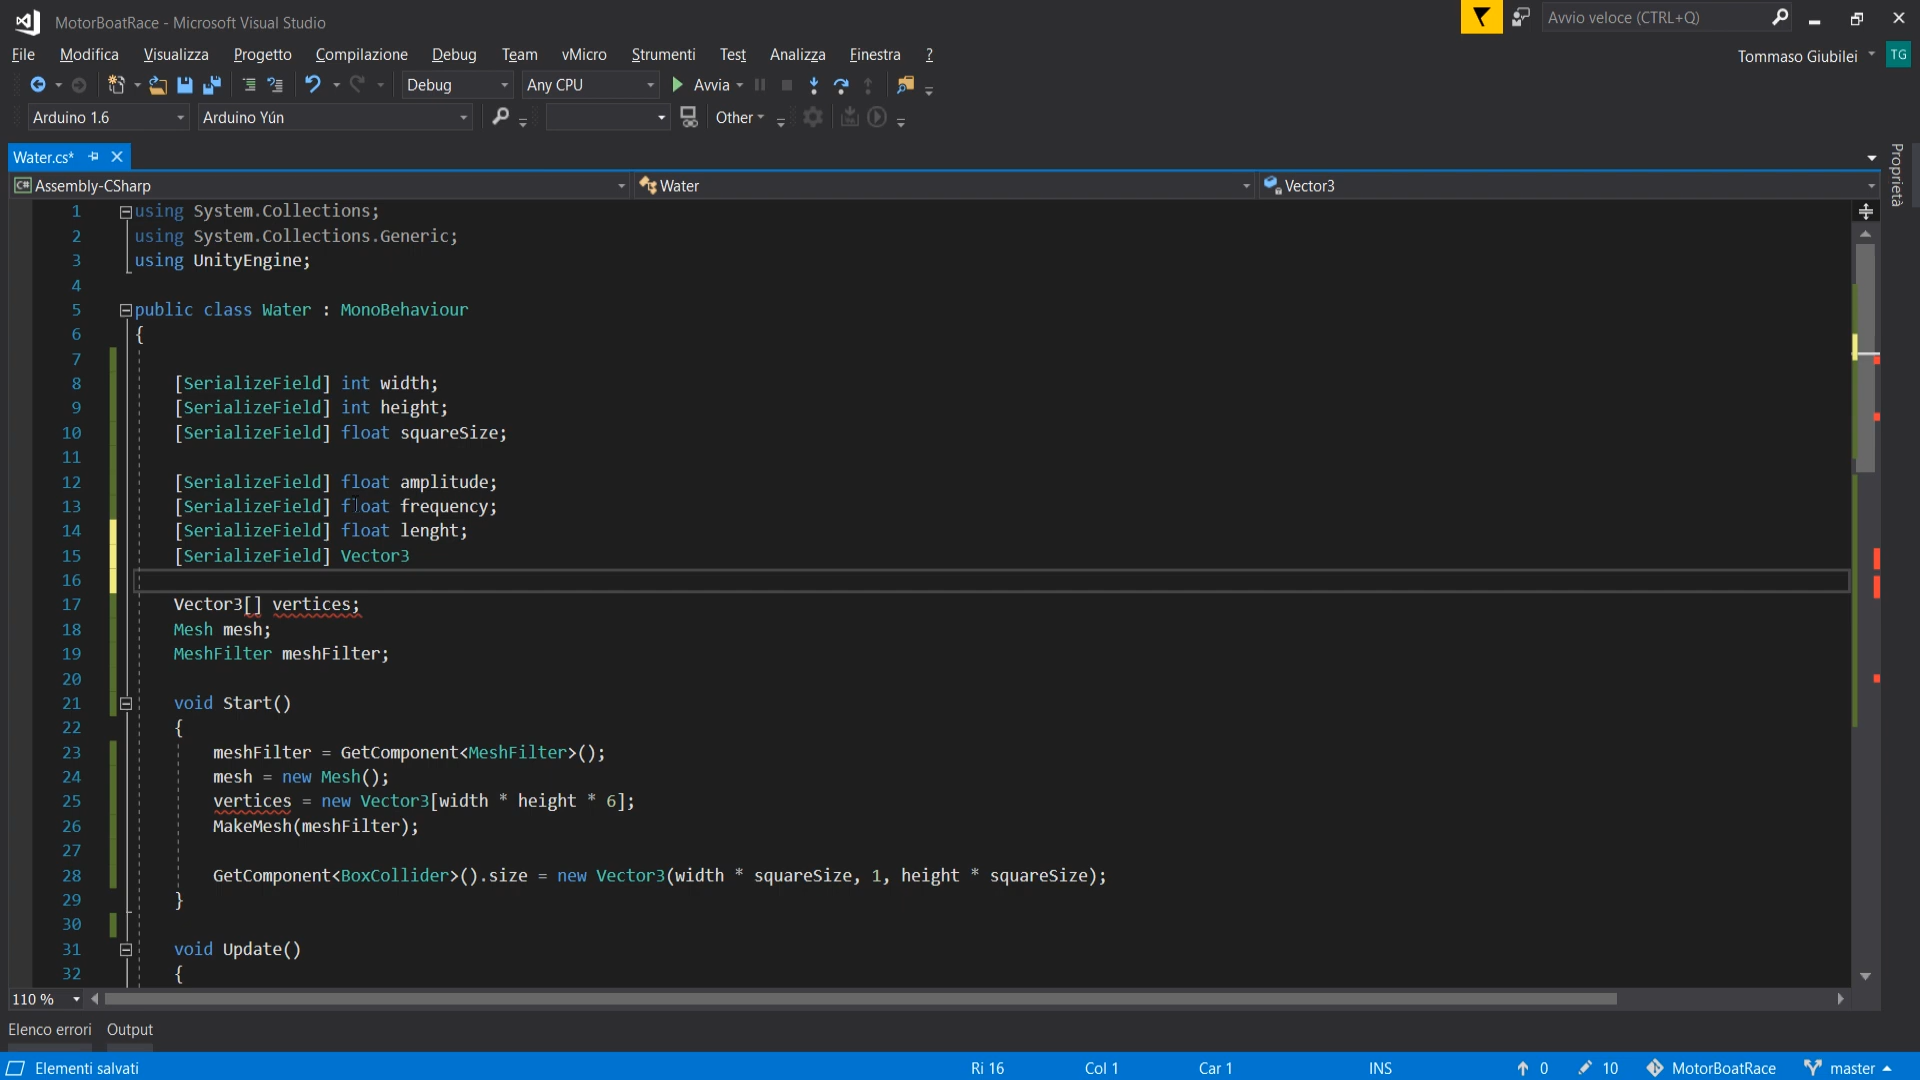 MotorBoatRace - Microsoft Visual Studio
Avvio veloce (CTRL+Q)
File Modifica Visualizza Progetto Compilazione Debug Team vMicro Strumenti Test Analizza Finestra ?
Tommaso Giubilei TG
Debug Any CPU Avvia
Arduino 1.6 Arduino Yún Other
Water.cs*
Proprietà
C# Assembly-CSharp Water Vector3
1 using System.Collections;
2 using System.Collections.Generic;
3 using UnityEngine;
4
5 public class Water : MonoBehaviour
6 {
7
8 [SerializeField] int width;
9 [SerializeField] int height;
10 [SerializeField] float squareSize;
11
12 [SerializeField] float amplitude;
13 [SerializeField] float frequency;
14 [SerializeField] float lenght;
15 [SerializeField] Vector3
16
17 Vector3[] vertices;
18 Mesh mesh;
19 MeshFilter meshFilter;
20
21 void Start()
22 {
23 meshFilter = GetComponent<MeshFilter>();
24 mesh = new Mesh();
25 vertices = new Vector3[width * height * 6];
26 MakeMesh(meshFilter);
27
28 GetComponent<BoxCollider>().size = new Vector3(width * squareSize, 1, height * squareSize);
29 }
30
31 void Update()
32 {
110 %
Elenco errori Output
Elementi salvati Ri 16 Col 1 Car 1 INS 0 10 MotorBoatRace master